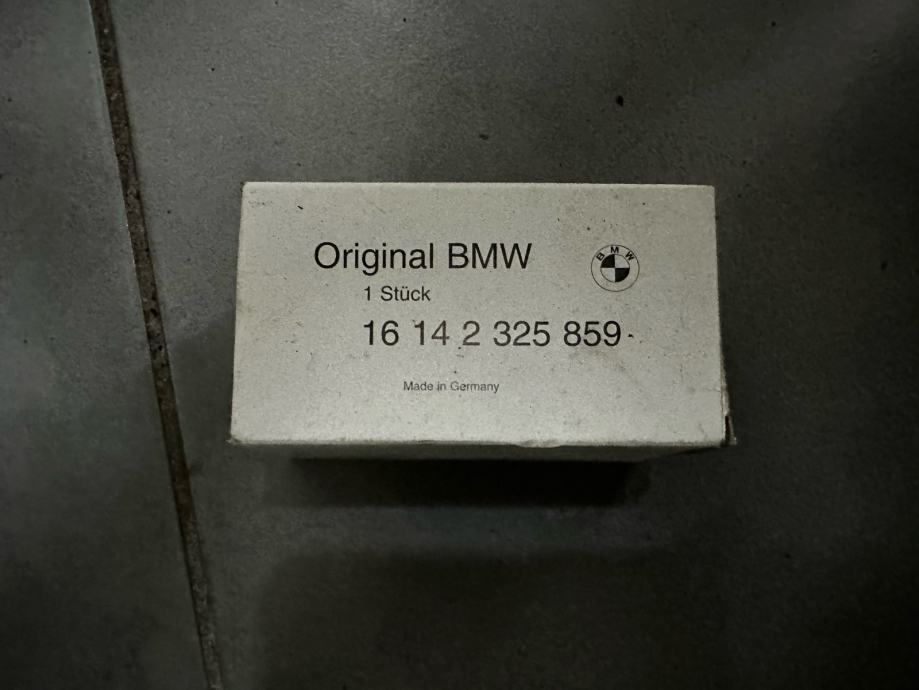 Original BMW
BMW
1 Stück
16 14 2 325 859
Made in Germany